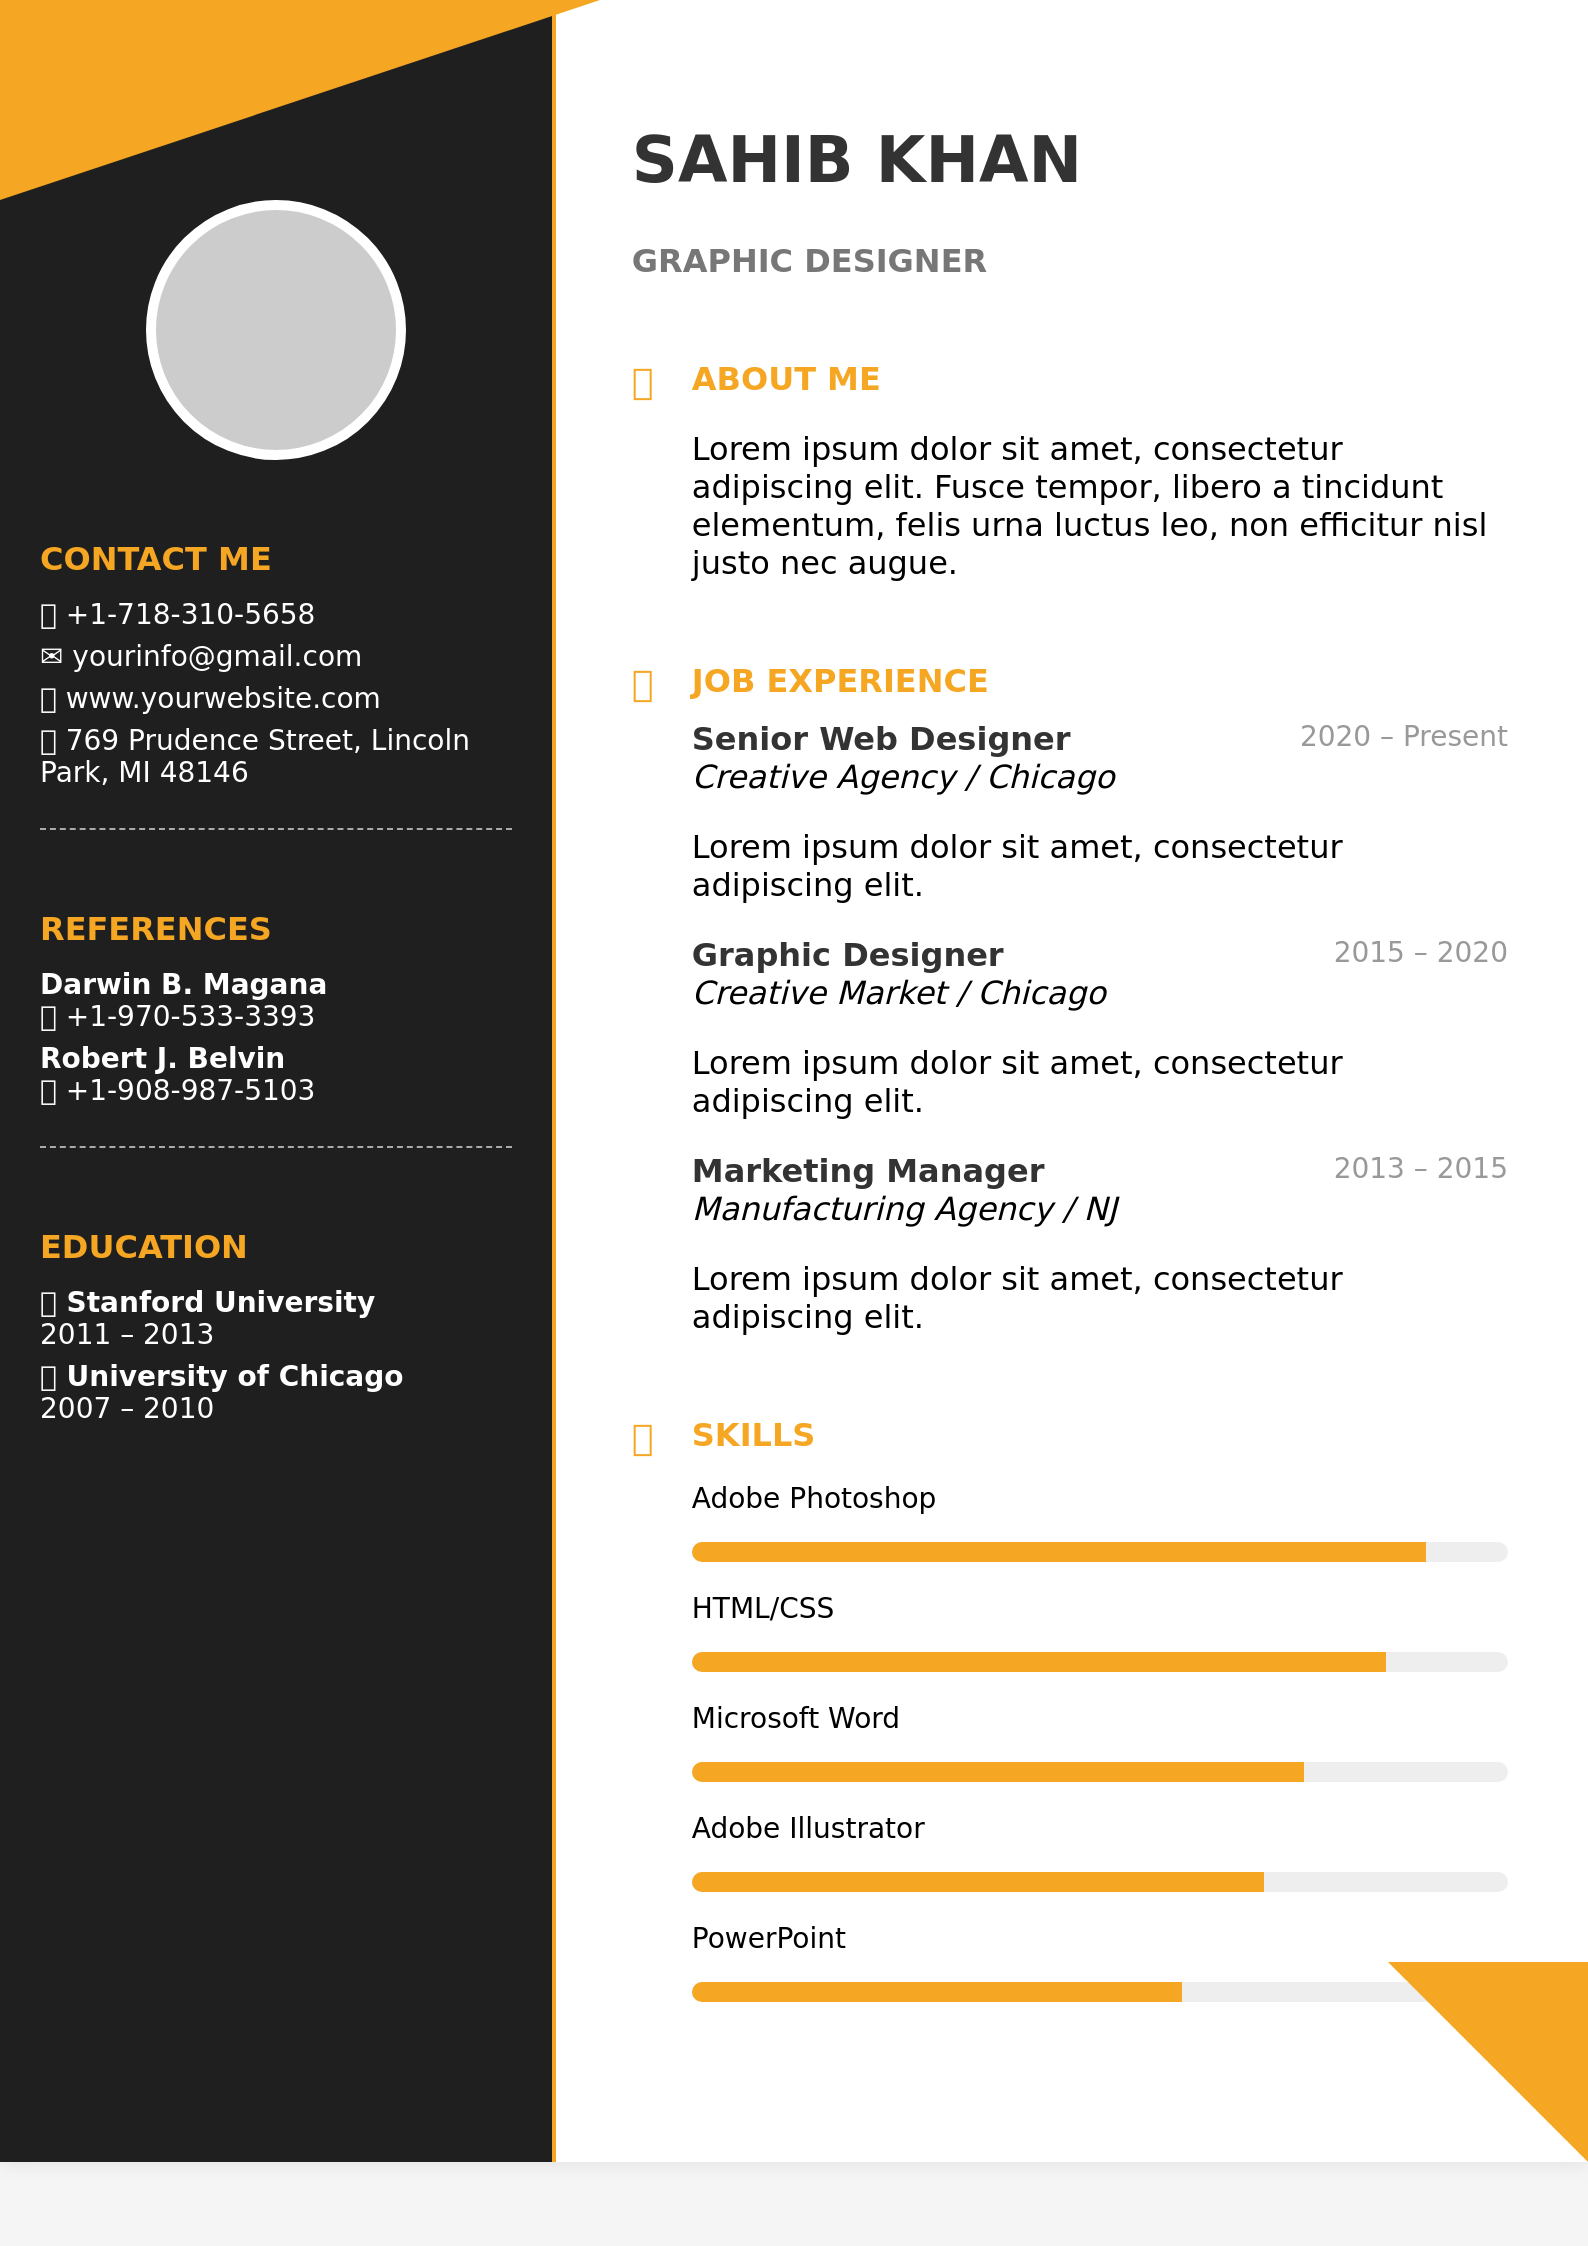 CONTACT ME
+1-718-310-5658
✉ yourinfo@gmail.com
www.yourwebsite.com
769 Prudence Street, Lincoln
Park, MI 48146
REFERENCES
Darwin B. Magana
+1-970-533-3393
Robert J. Belvin
+1-908-987-5103
EDUCATION
Stanford University
2011 – 2013
University of Chicago
2007 – 2010
SAHIB KHAN
GRAPHIC DESIGNER
ABOUT ME
Lorem ipsum dolor sit amet, consectetur
adipiscing elit. Fusce tempor, libero a tincidunt
elementum, felis urna luctus leo, non efficitur nisl
justo nec augue.
JOB EXPERIENCE
Senior Web Designer 2020 – Present
Creative Agency / Chicago
Lorem ipsum dolor sit amet, consectetur
adipiscing elit.
Graphic Designer 2015 – 2020
Creative Market / Chicago
Lorem ipsum dolor sit amet, consectetur
adipiscing elit.
Marketing Manager 2013 – 2015
Manufacturing Agency / NJ
Lorem ipsum dolor sit amet, consectetur
adipiscing elit.
SKILLS
Adobe Photoshop
HTML/CSS
Microsoft Word
Adobe Illustrator
PowerPoint